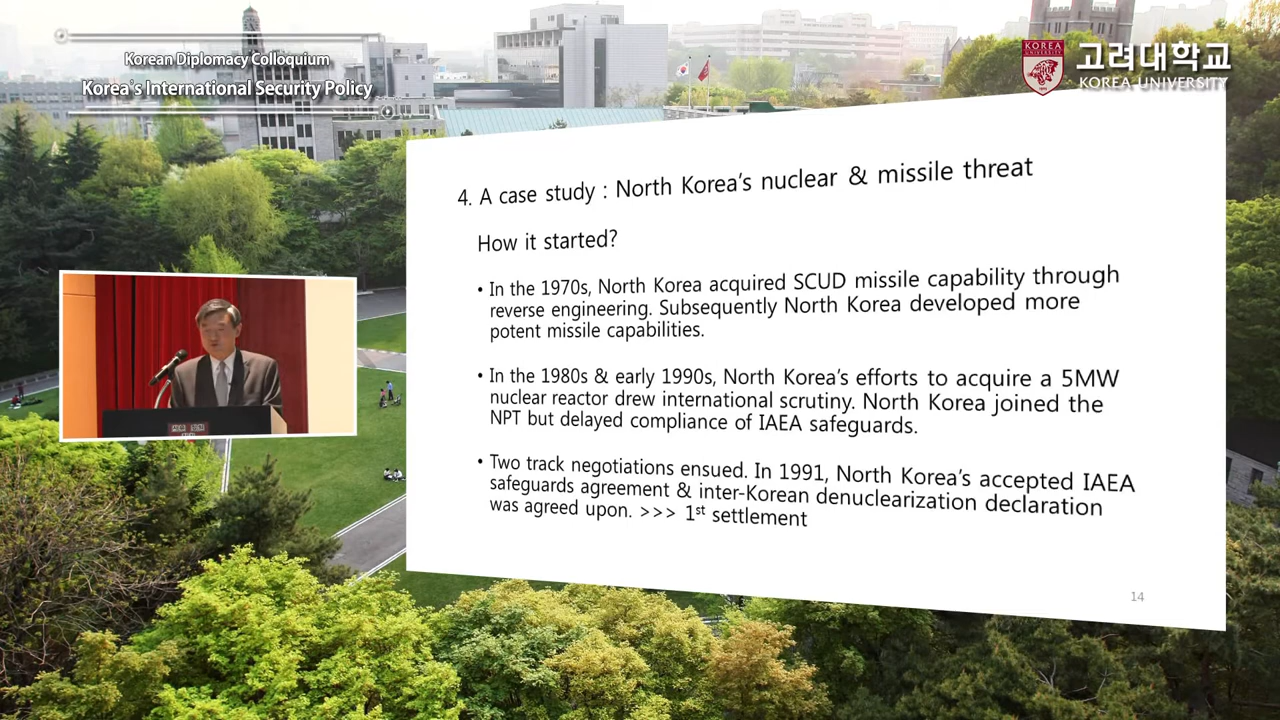 Korean Diplomacy Colloquium
Korea's International Security Policy
KOREA
고려대학교
KOREA UNIVERSITY
4. A case study : North Korea's nuclear & missile threat
How it started?
• In the 1970s, North Korea acquired SCUD missile capability through
reverse engineering. Subsequently North Korea developed more
potent missile capabilities.
• In the 1980s & early 1990s, North Korea's efforts to acquire a 5MW
nuclear reactor drew international scrutiny. North Korea joined the
NPT but delayed compliance of IAEA safeguards.
• Two track negotiations ensued. In 1991, North Korea's accepted IAEA
safeguards agreement & inter-Korean denuclearization declaration
was agreed upon. >>> 1st settlement
14